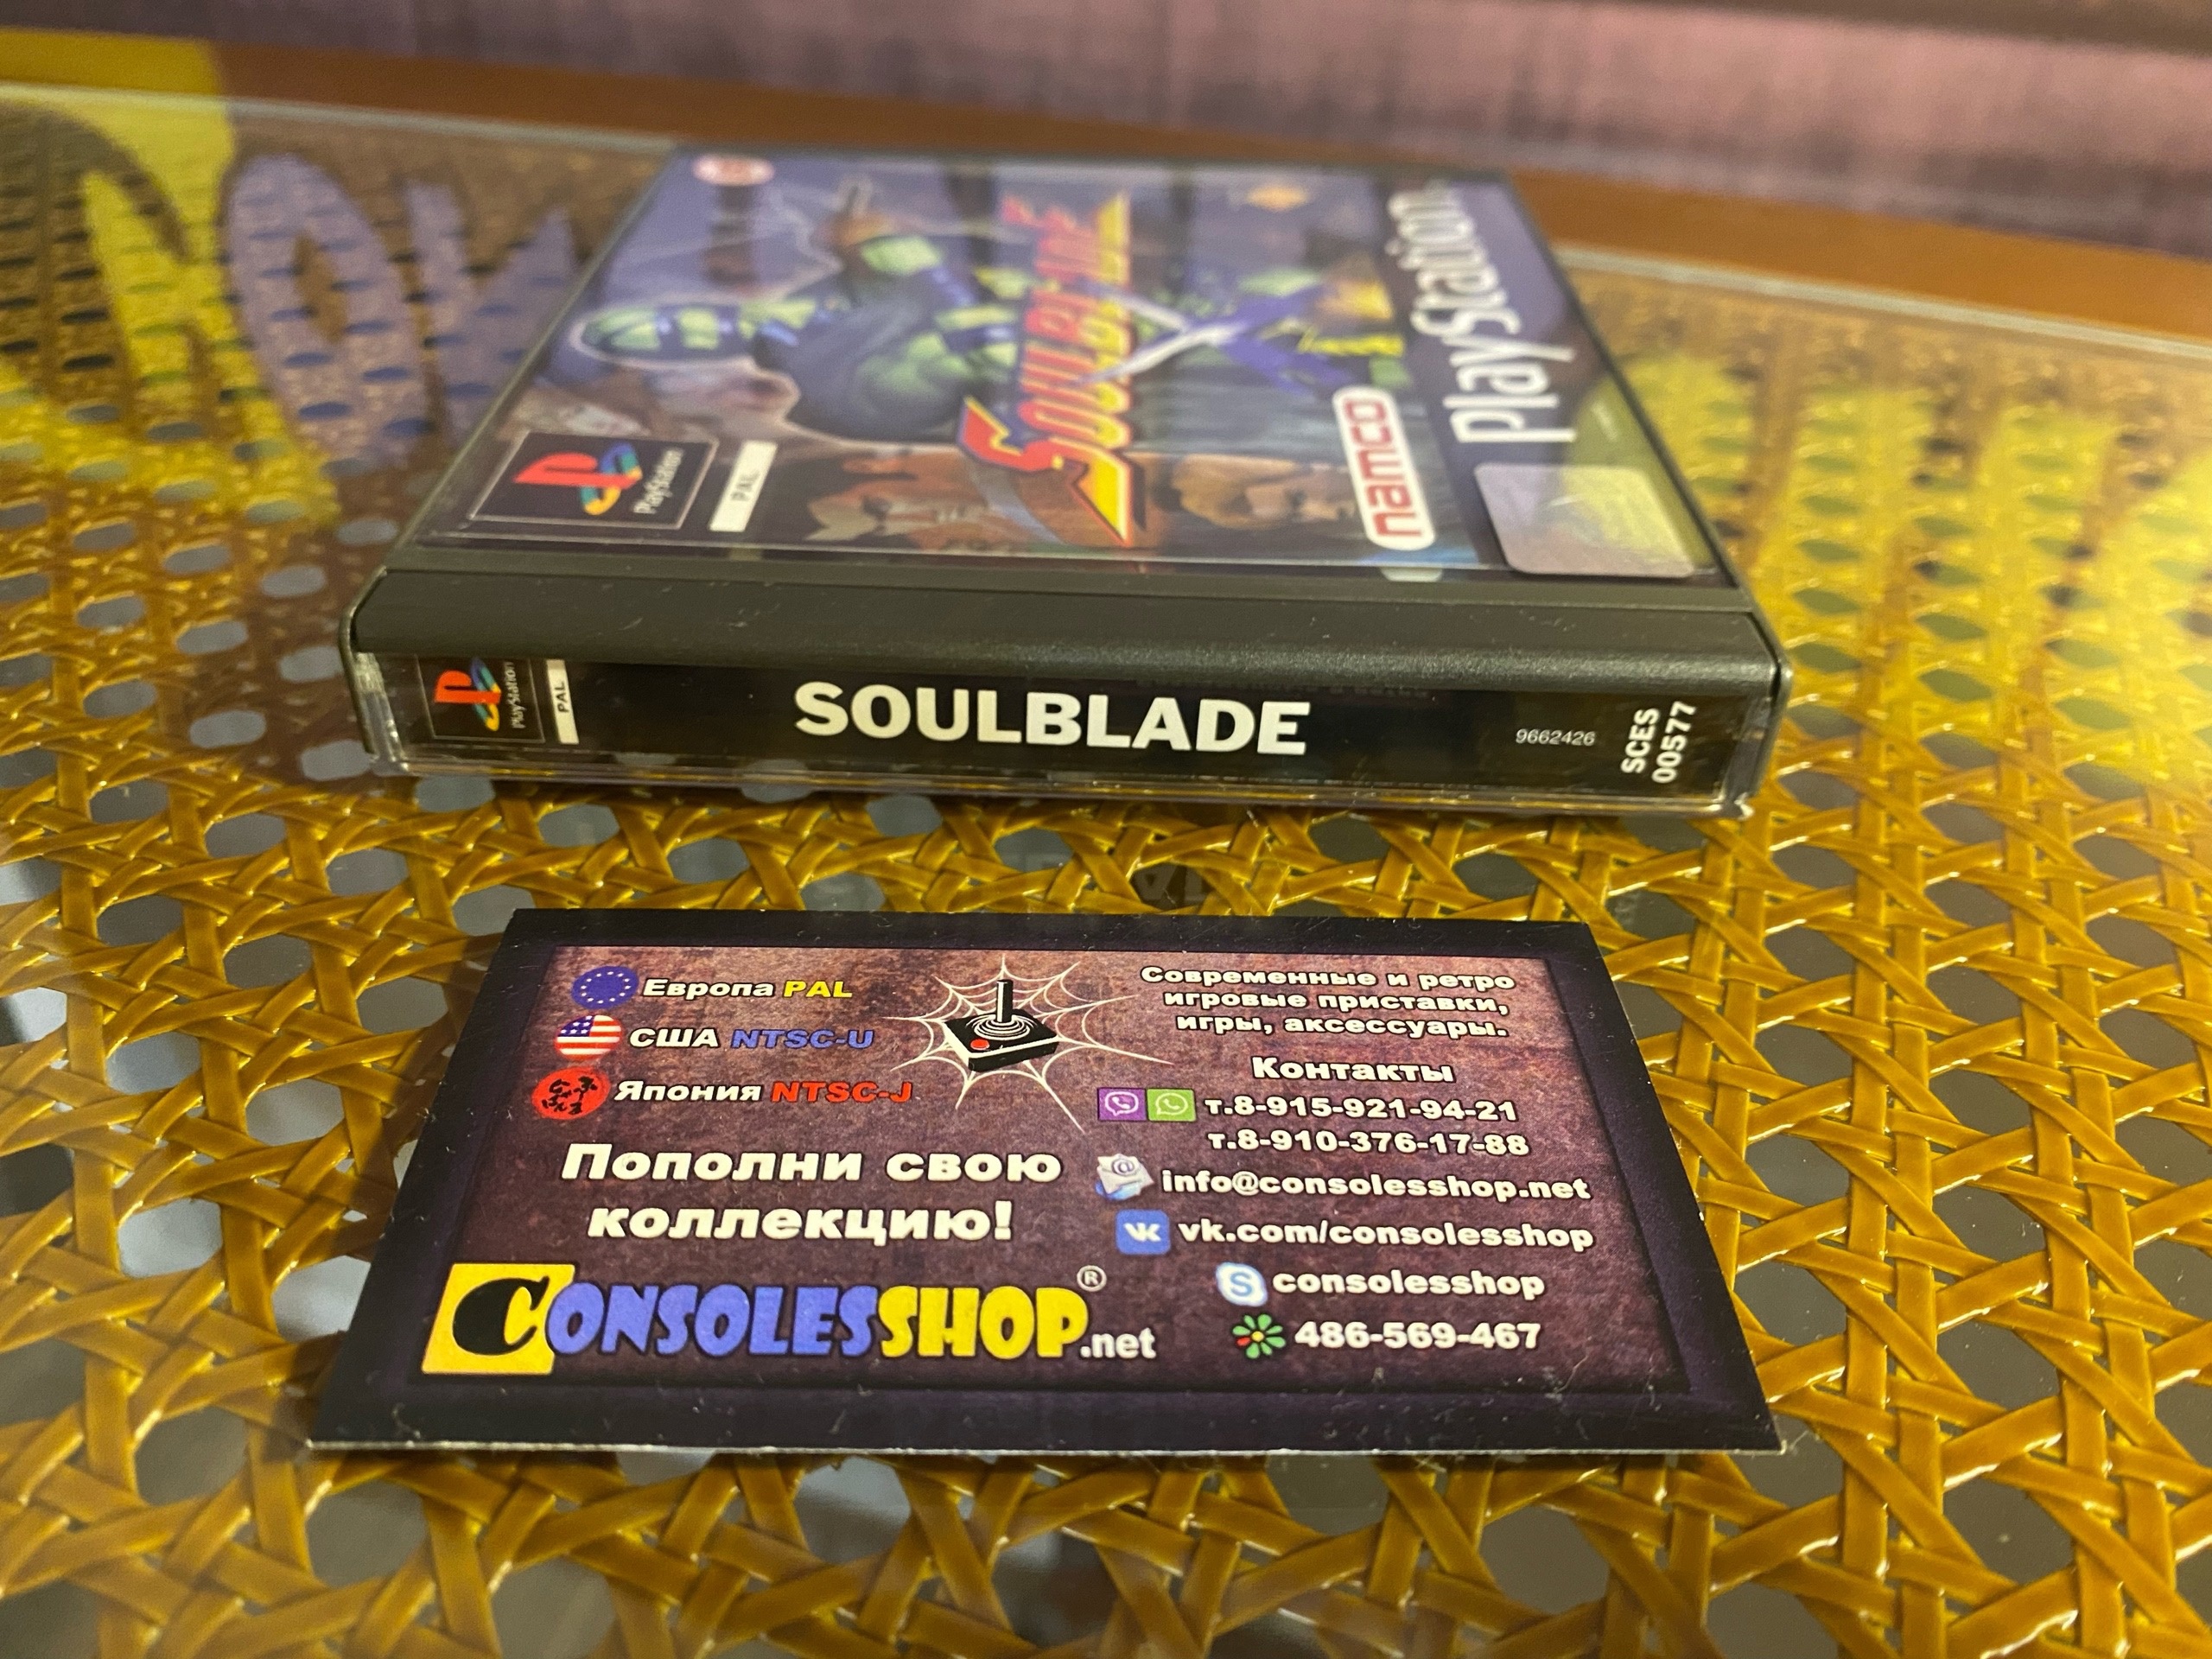 PlayStation
SOULBLADE
namco
PlayStation
PAL
PlayStation
PAL
SOULBLADE
9662426
SCES
00577
Европа PAL
США NTSC-U
Япония NTSC-J
Пополни свою
коллекцию!
CONSOLESSHOP.net
®
Современные и ретро
игровые приставки,
игры, аксессуары.
Контакты
т.8-915-921-94-21
т.8-910-376-17-88
info@consolesshop.net
vk.com/consolesshop
consolesshop
486-569-467